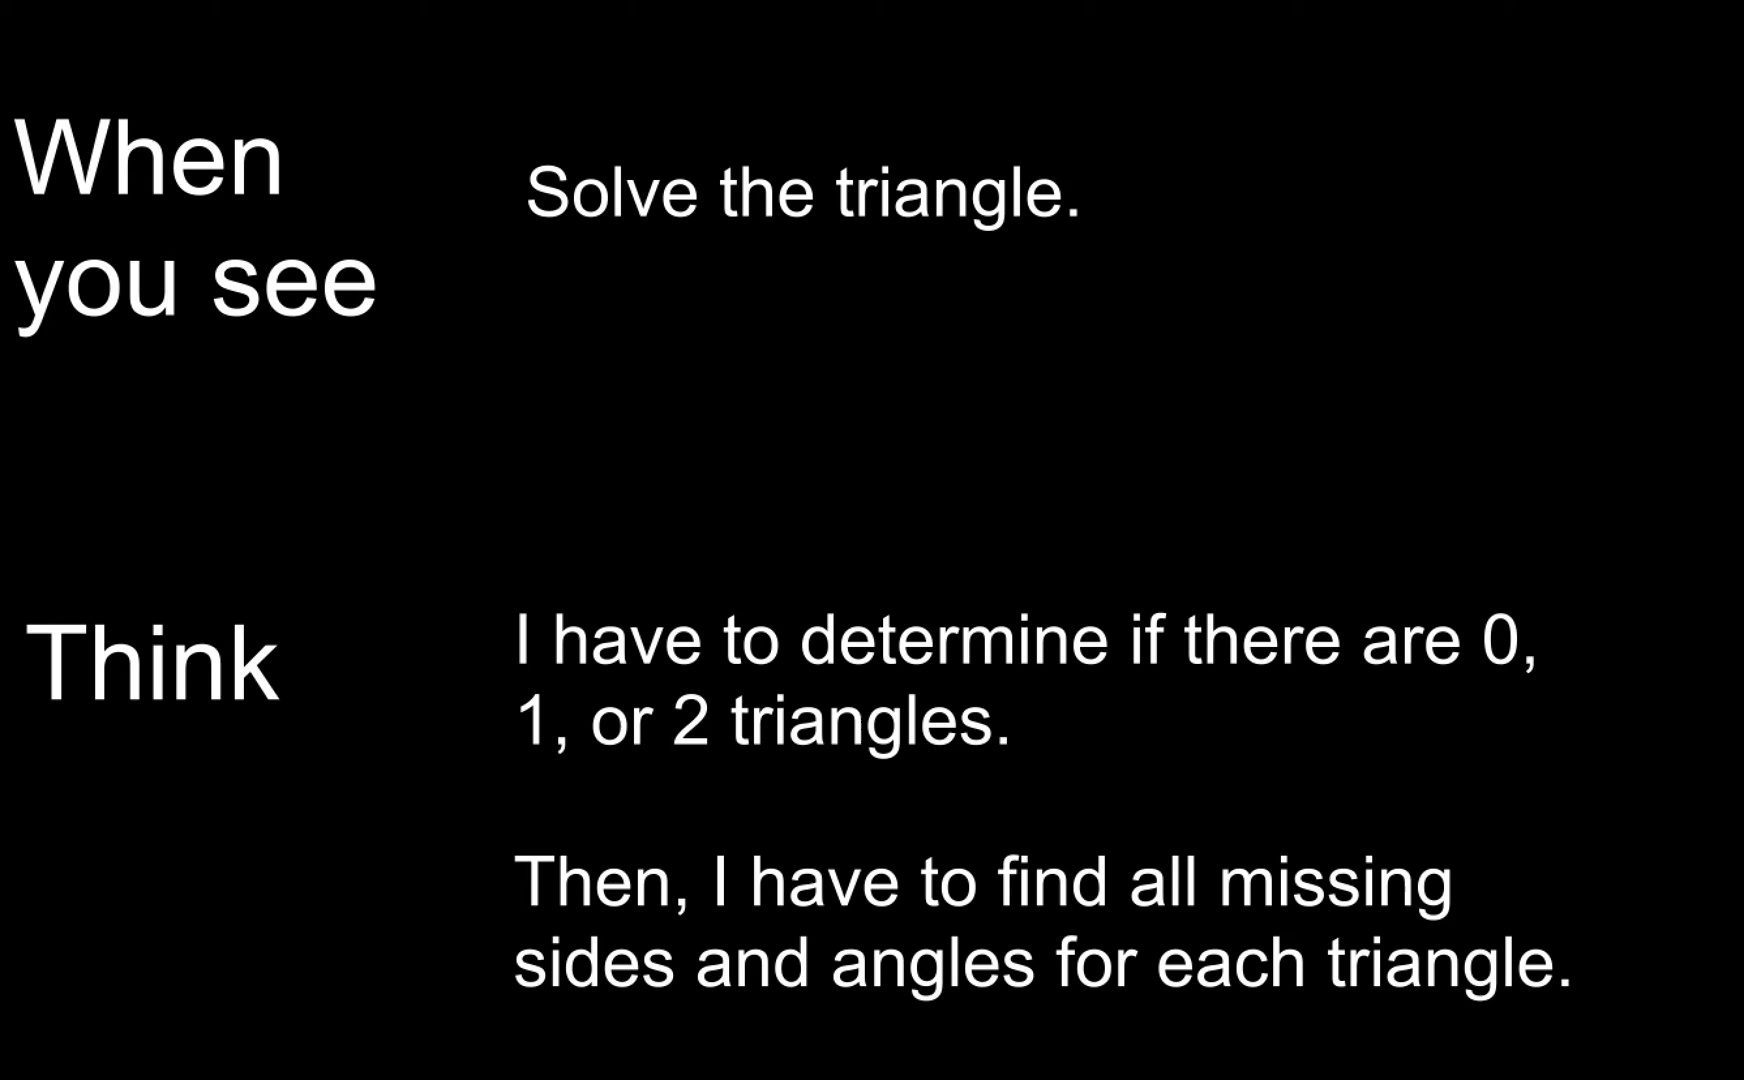 When
you see
Solve the triangle.
Think
I have to determine if there are 0,
1, or 2 triangles.
Then, I have to find all missing
sides and angles for each triangle.